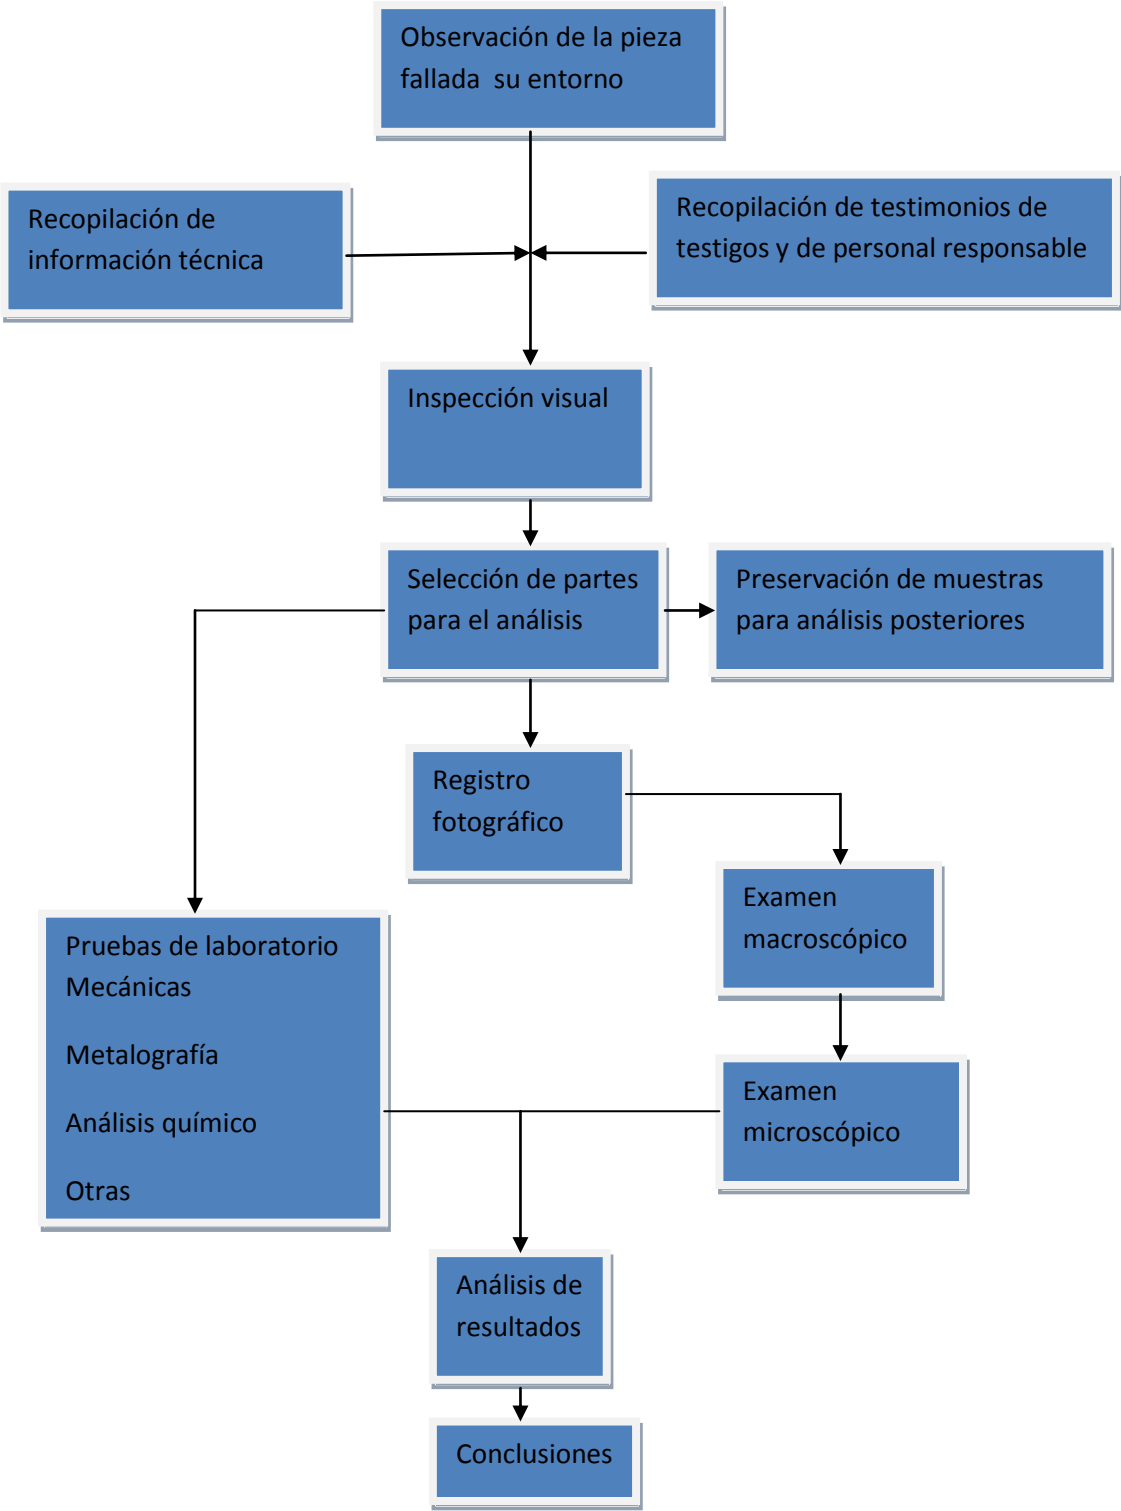 Observación de la pieza
fallada  su entorno
Recopilación de
información técnica
Recopilación de testimonios de
testigos y de personal responsable
Inspección visual
Selección de partes
para el análisis
Preservación de muestras
para análisis posteriores
Registro
fotográfico
Examen
macroscópico
Pruebas de laboratorio
Mecánicas
Metalografía
Análisis químico
Otras
Examen
microscópico
Análisis de
resultados
Conclusiones